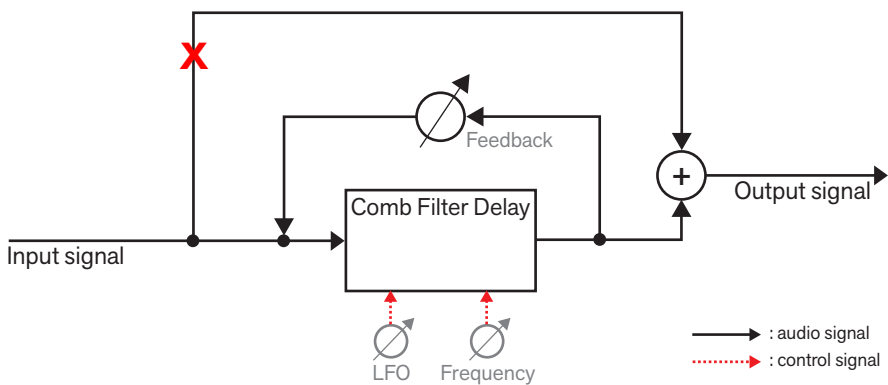 X
Feedback
+
Comb Filter Delay
Output signal
Input signal
LFO
Frequency
: audio signal
: control signal